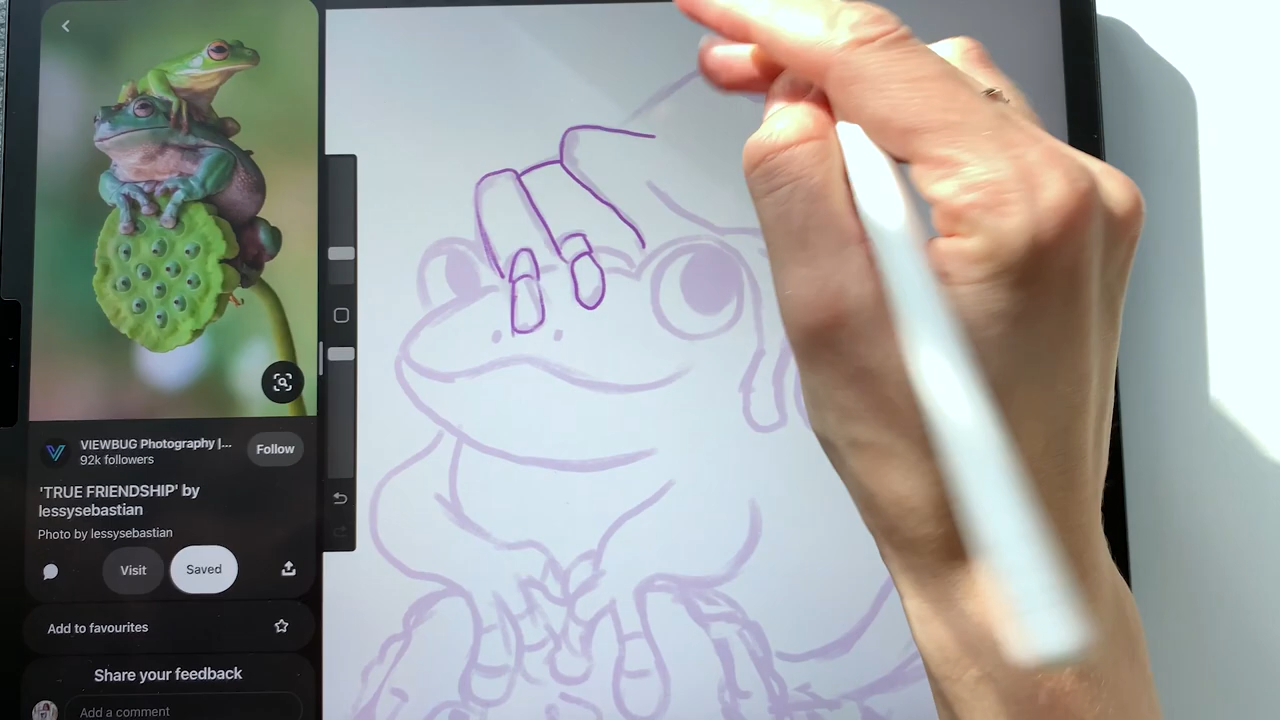 VIEWBUG Photography |...
92k followers
Follow
'TRUE FRIENDSHIP' by
lessysebastian
Photo by lessysebastian
Visit
Saved
Add to favourites
Share your feedback
Add a comment